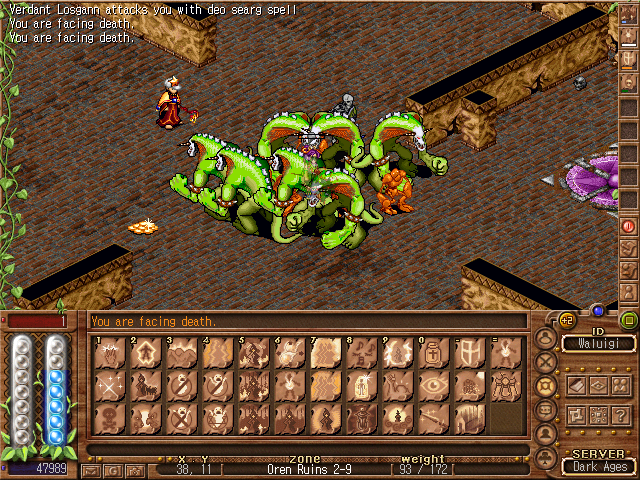 Verdant Losgann attacks you with deo searg spell
You are facing death.
You are facing death.
1
You are facing death.
+2
ID
Waluigi
1 2 3 4 5 6 7 8 9 0 - =
SERVER
Dark Ages
x, y zone weight
47989 38, 11 Oren Ruins 2-9 93 / 172